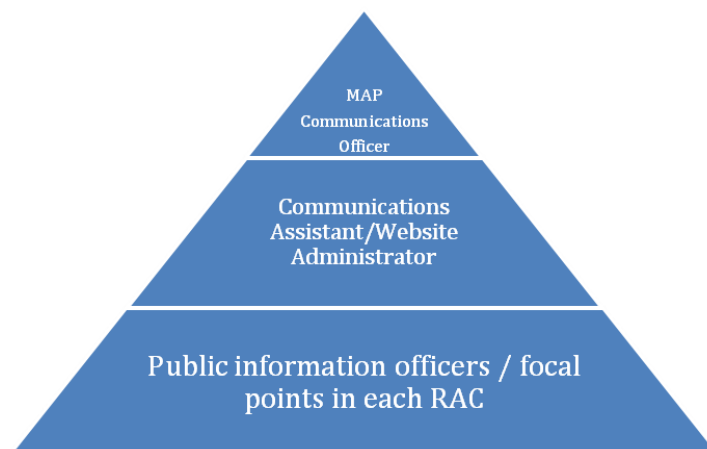 MAP
Communications
Officer
Communications
Assistant/Website
Administrator
Public information officers / focal
points in each RAC